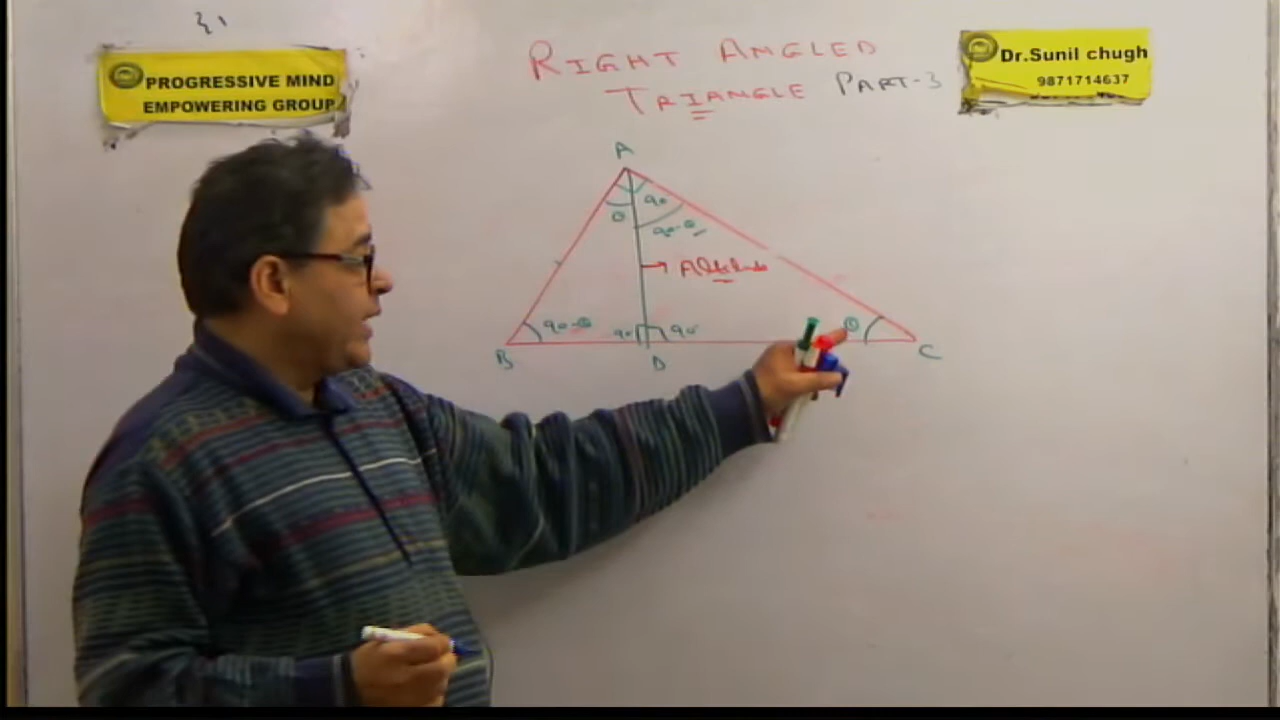 PROGRESSIVE MIND
EMPOWERING GROUP
RIGHT ANGLED
TRIANGLE PART-3
Dr.Sunil chugh
9871714637
A
90
θ
90-θ
Altitude
90-θ
90
90
θ
B
D
C